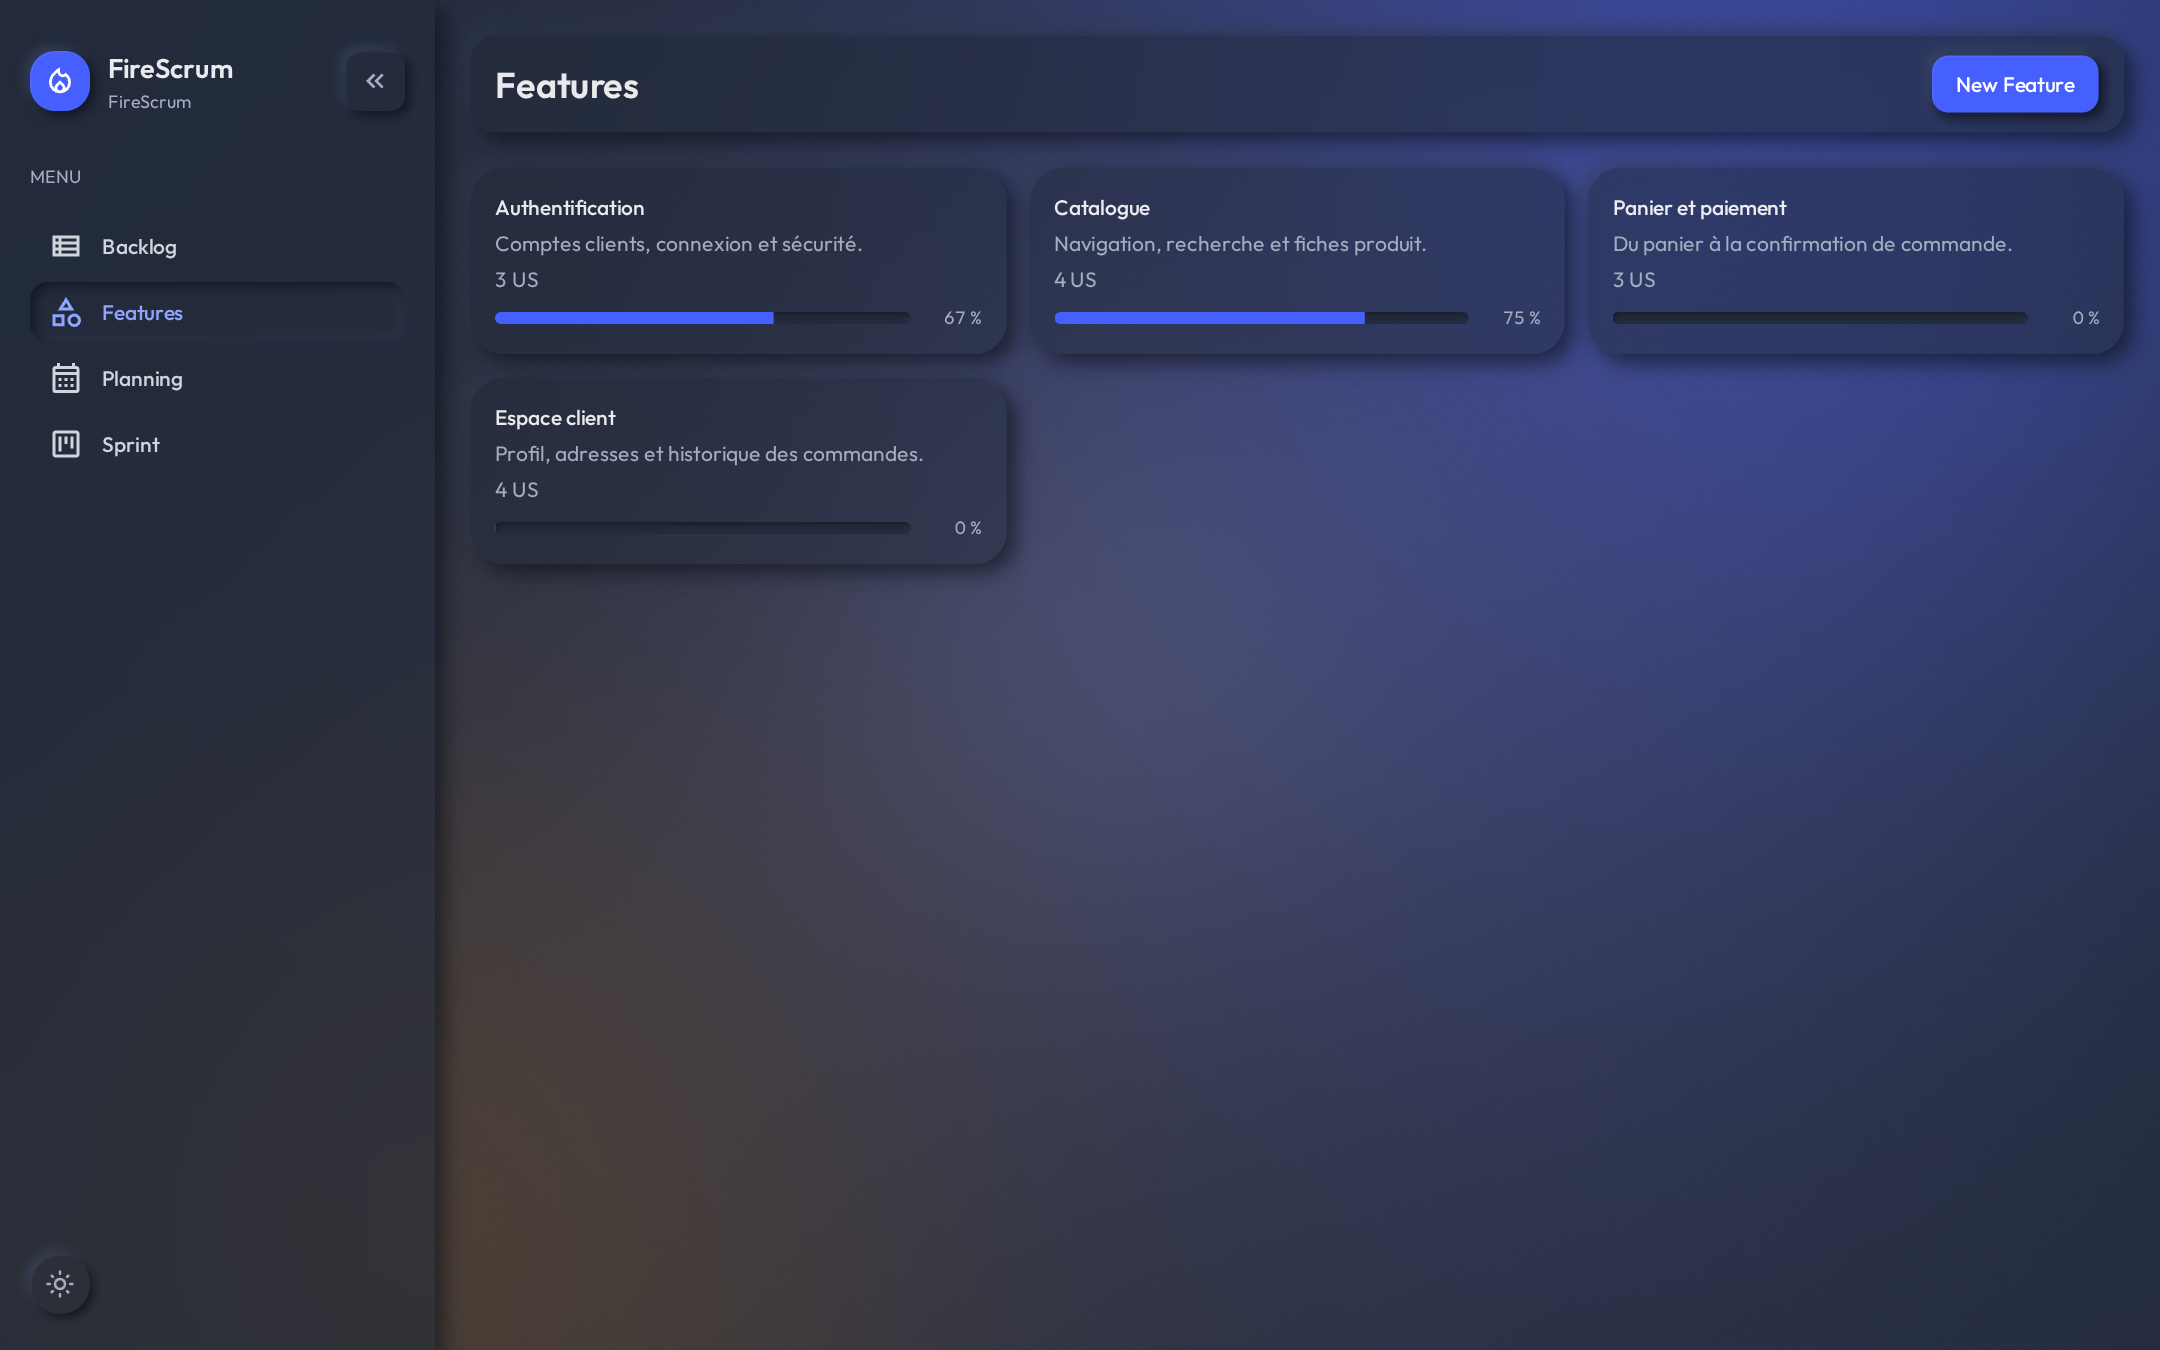 FireScrum
FireScrum
MENU
Backlog
Features
Planning
Sprint
Features
New Feature
Authentification
Comptes clients, connexion et sécurité.
3 US
67 %
Catalogue
Navigation, recherche et fiches produit.
4 US
75 %
Panier et paiement
Du panier à la confirmation de commande.
3 US
0 %
Espace client
Profil, adresses et historique des commandes.
4 US
0 %